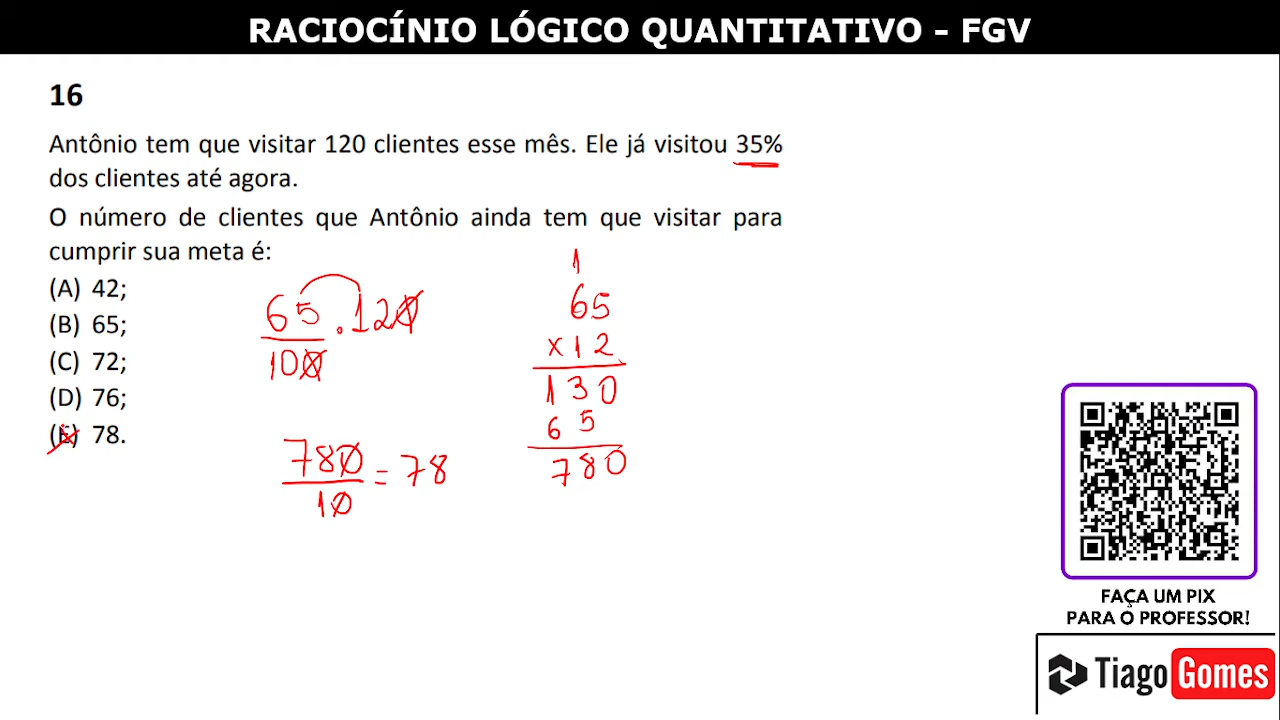 RACIOCÍNIO LÓGICO QUANTITATIVO - FGV
16
Antônio tem que visitar 120 clientes esse mês. Ele já visitou 35%
dos clientes até agora.
O número de clientes que Antônio ainda tem que visitar para
cumprir sua meta é:
(A) 42;
(B) 65;
(C) 72;
(D) 76;
(E) 78.
65 . 120
100
780 = 78
10
1
65
x12
130
65
780
FAÇA UM PIX
PARA O PROFESSOR!
Tiago Gomes